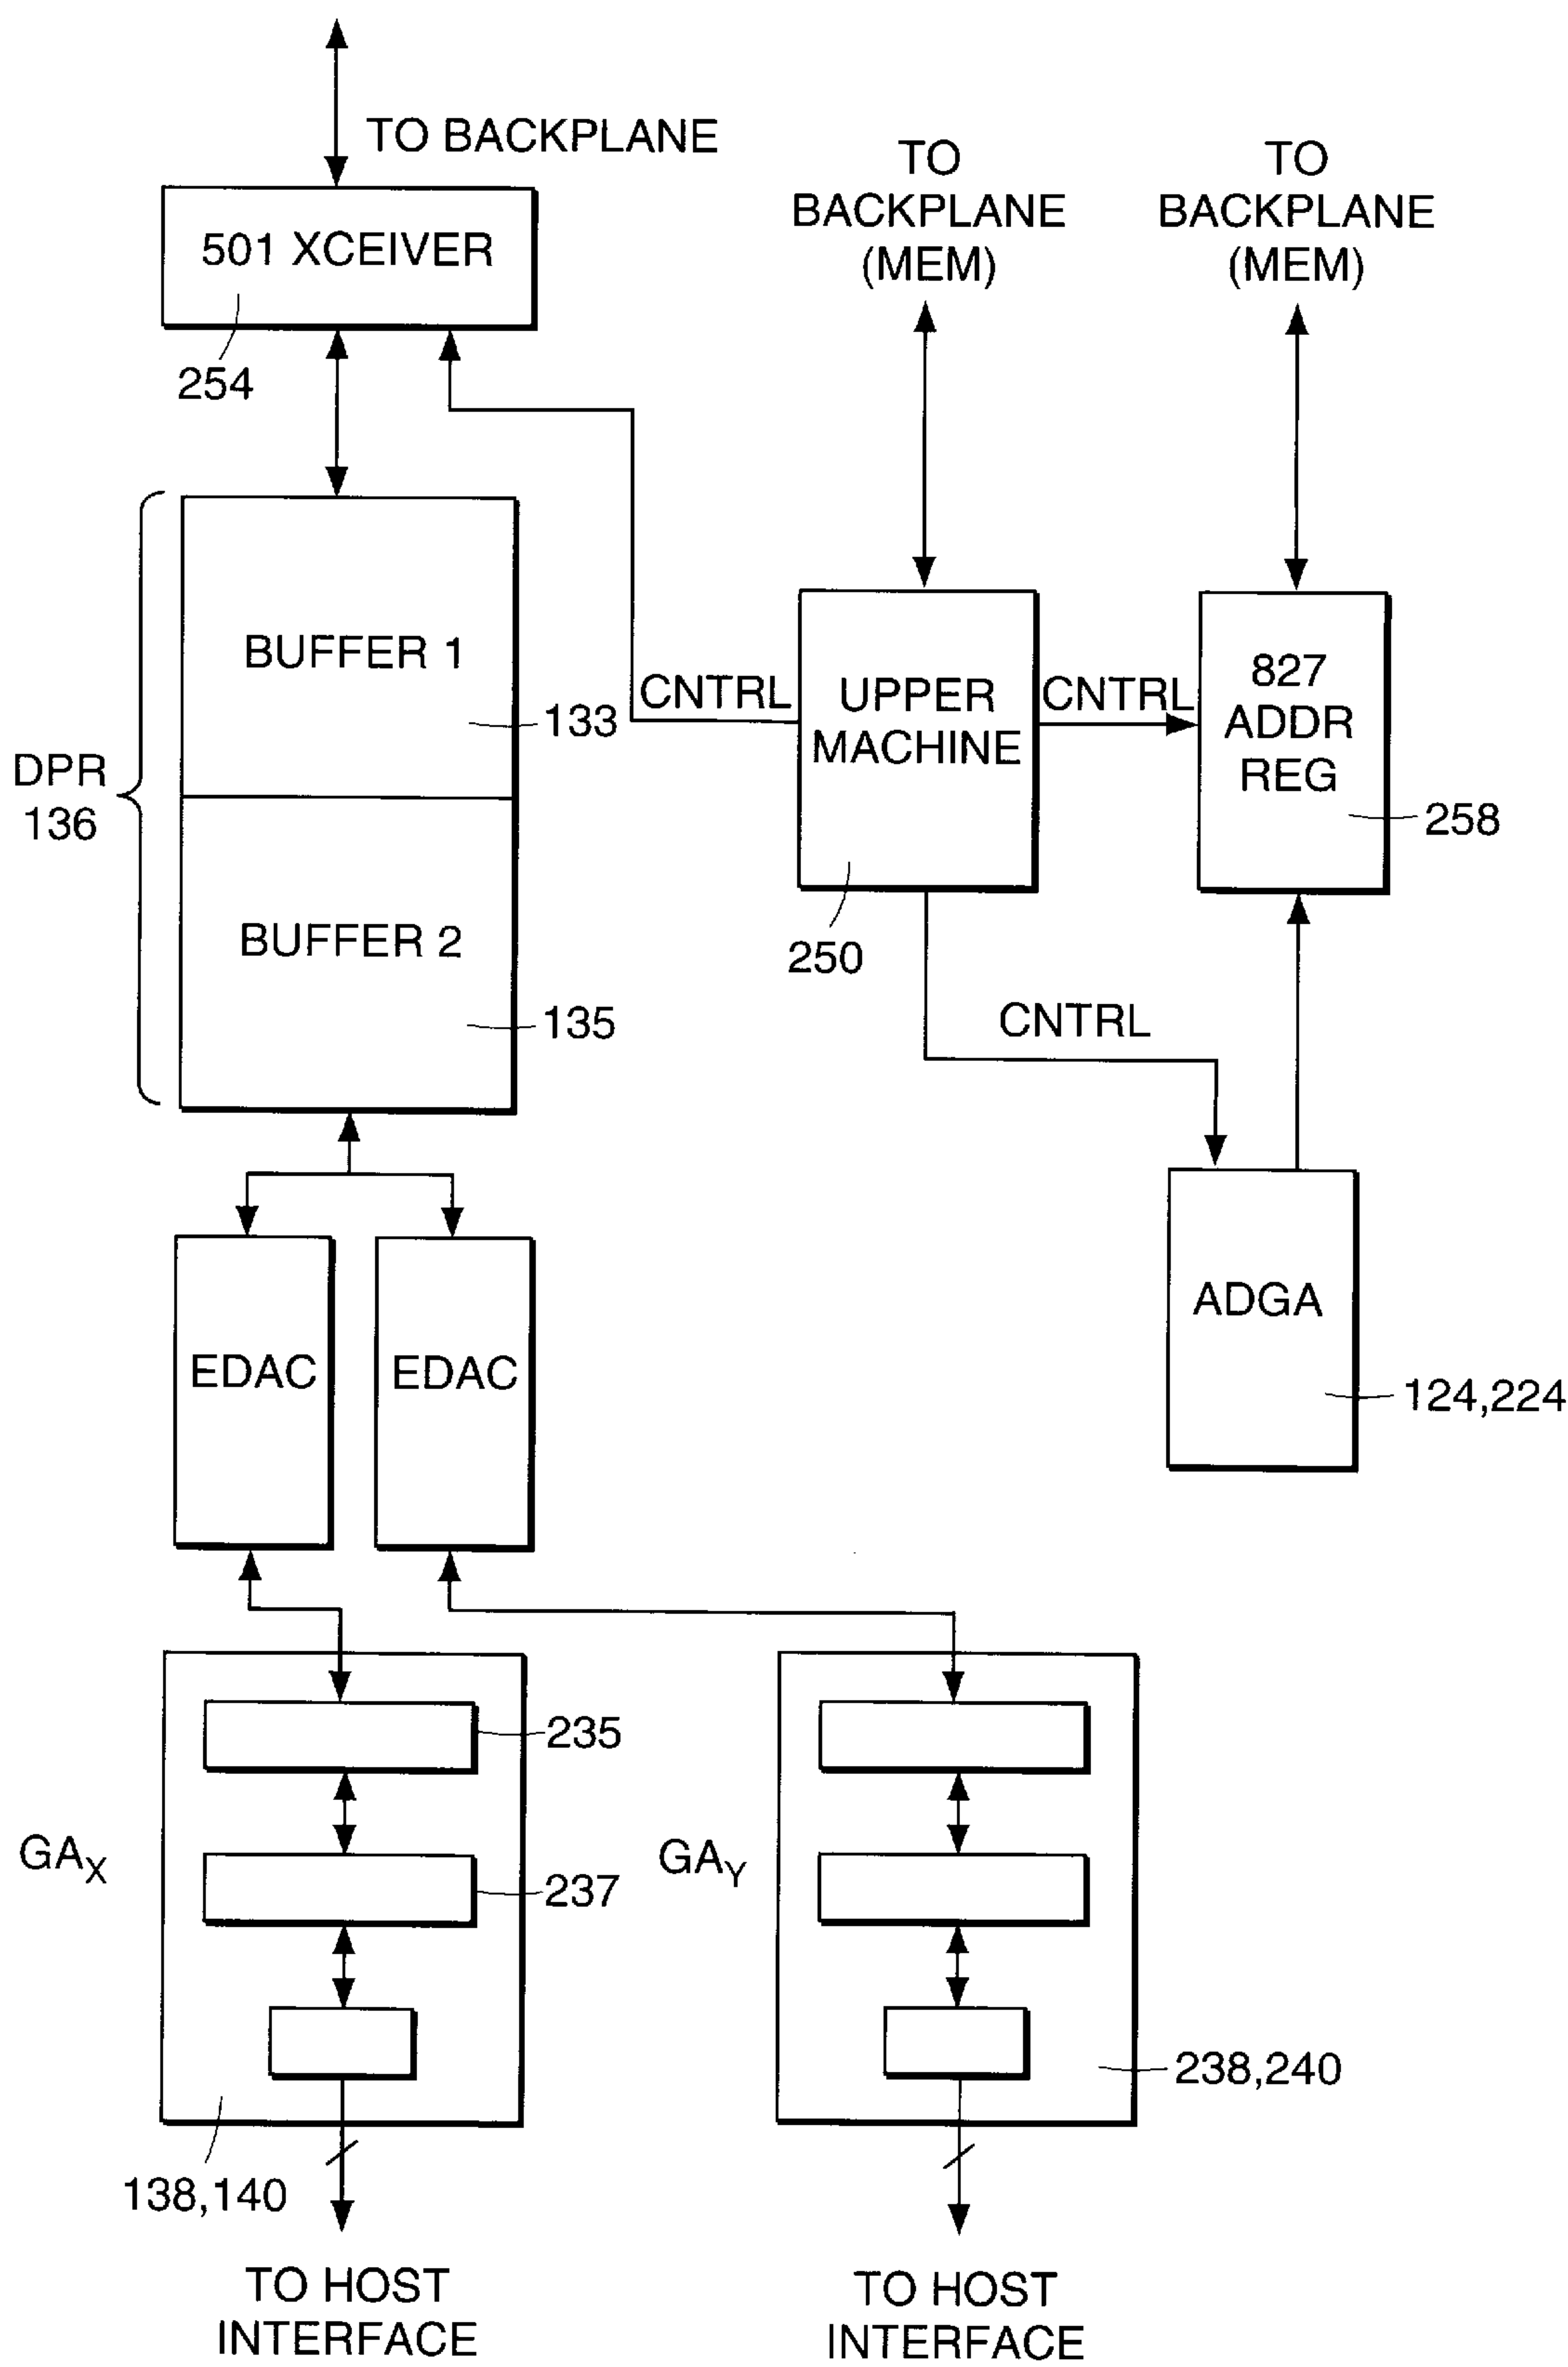 TO BACKPLANE
501 XCEIVER
254
TO
BACKPLANE
(MEM)
TO
BACKPLANE
(MEM)
DPR
136
BUFFER 1
133
BUFFER 2
135
CNTRL
UPPER
MACHINE
250
CNTRL
827
ADDR
REG
258
CNTRL
ADGA
124,224
EDAC
EDAC
GAX
235
237
138,140
TO HOST
INTERFACE
GAY
238,240
TO HOST
INTERFACE